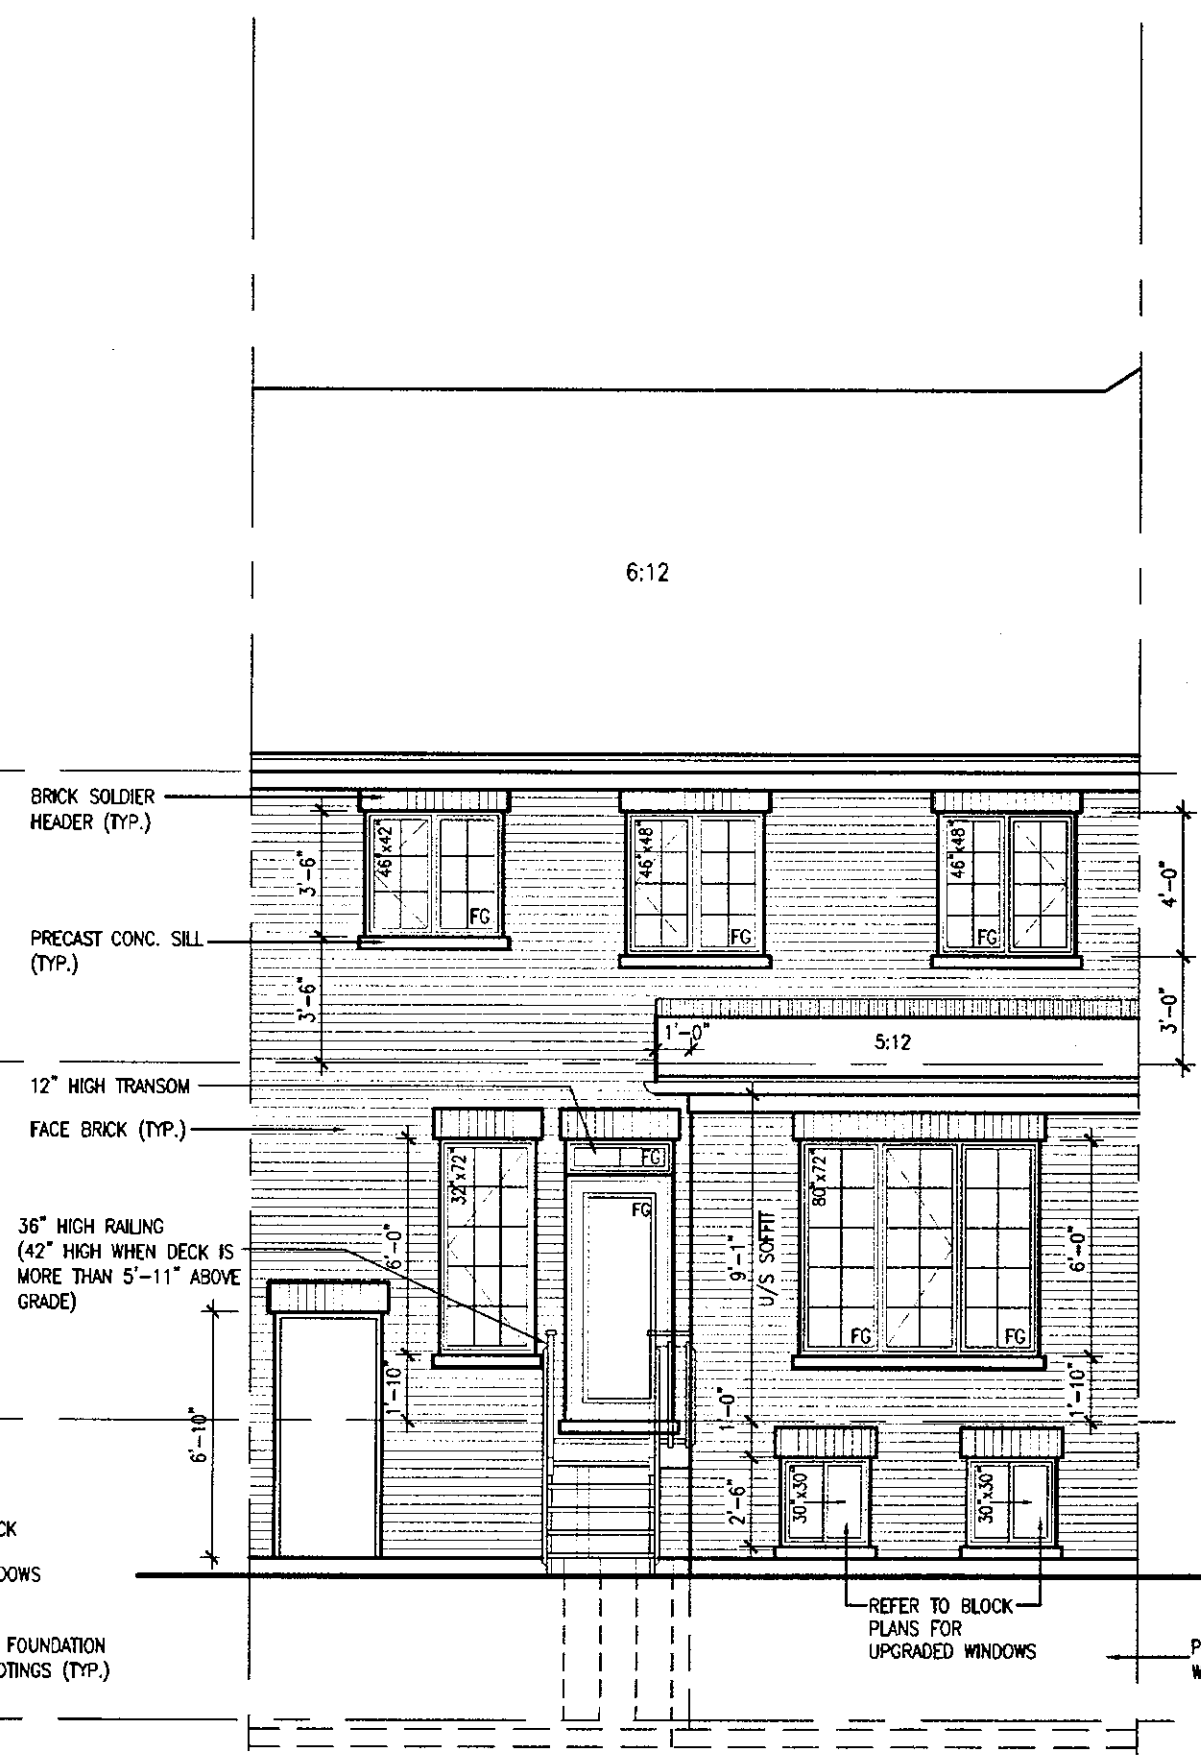 6:12
BRICK SOLDIER
HEADER (TYP.)
46"x42"
46"x48"
46"x48"
3'-6"
4'-0"
FG
FG
FG
PRECAST CONC. SILL
(TYP.)
3'-6"
3'-0"
1'-0"
5:12
12" HIGH TRANSOM
FACE BRICK (TYP.)
FG
32"x72"
80"x72"
FG
36" HIGH RAILING
(42" HIGH WHEN DECK IS
MORE THAN 5'-11" ABOVE
GRADE)
6'-0"
9'-1"
U/S SOFFIT
6'-0"
FG
FG
1'-10"
1'-0"
1'-10"
6'-10"
2'-6"
30"x30"
30"x30"
CK
DOWS
REFER TO BLOCK
PLANS FOR
UPGRADED WINDOWS
FOUNDATION
OTINGS (TYP.)
P
W